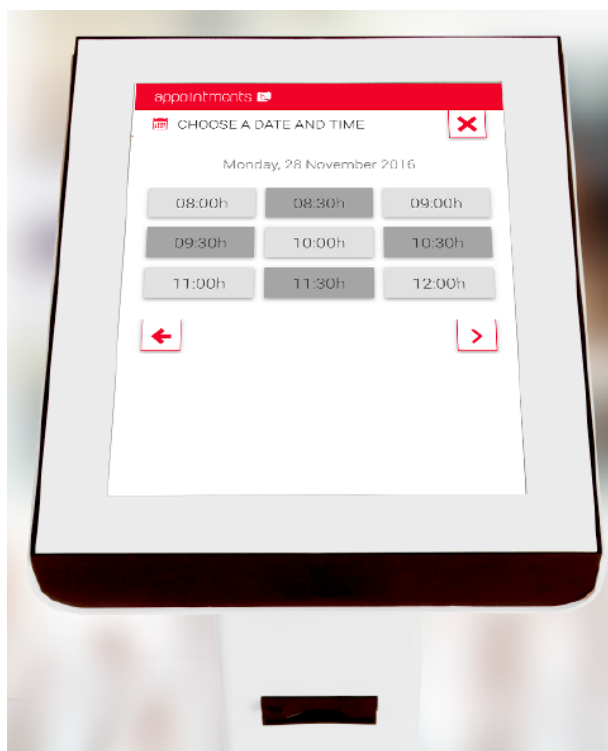 appointments
CHOOSE A DATE AND TIME
Monday, 28 November 2016
08:00h 08:30h 09:00h
09:30h 10:00h 10:30h
11:00h 11:30h 12:00h